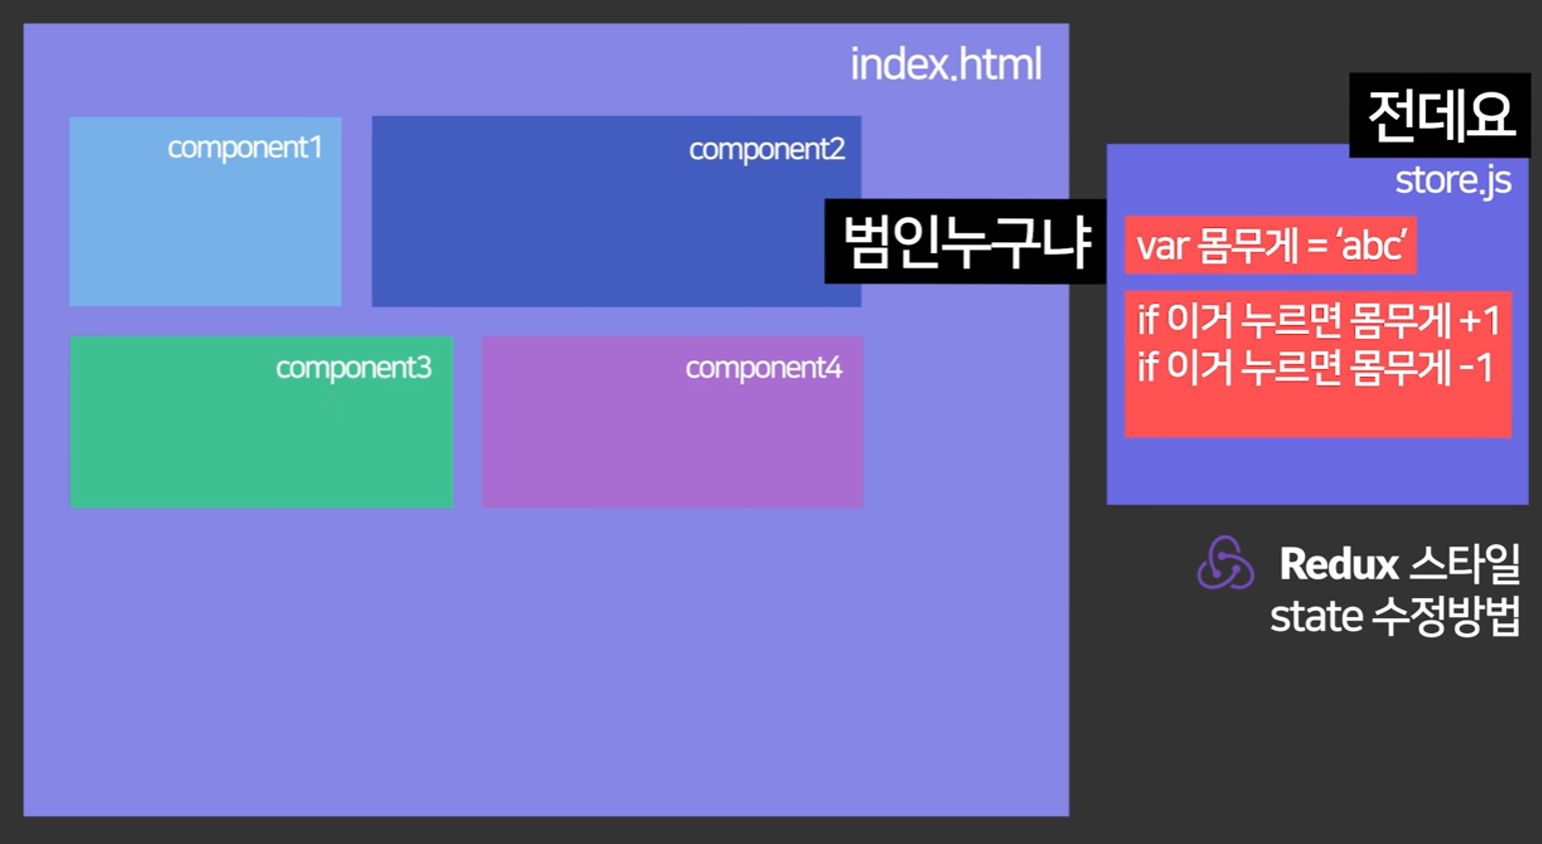 index.html
component1
component2
component3
component4
범인누구냐
전데요
store.js
var 몸무게 = ‘abc’
if 이거 누르면 몸무게 +1
if 이거 누르면 몸무게 -1
Redux 스타일
state 수정방법